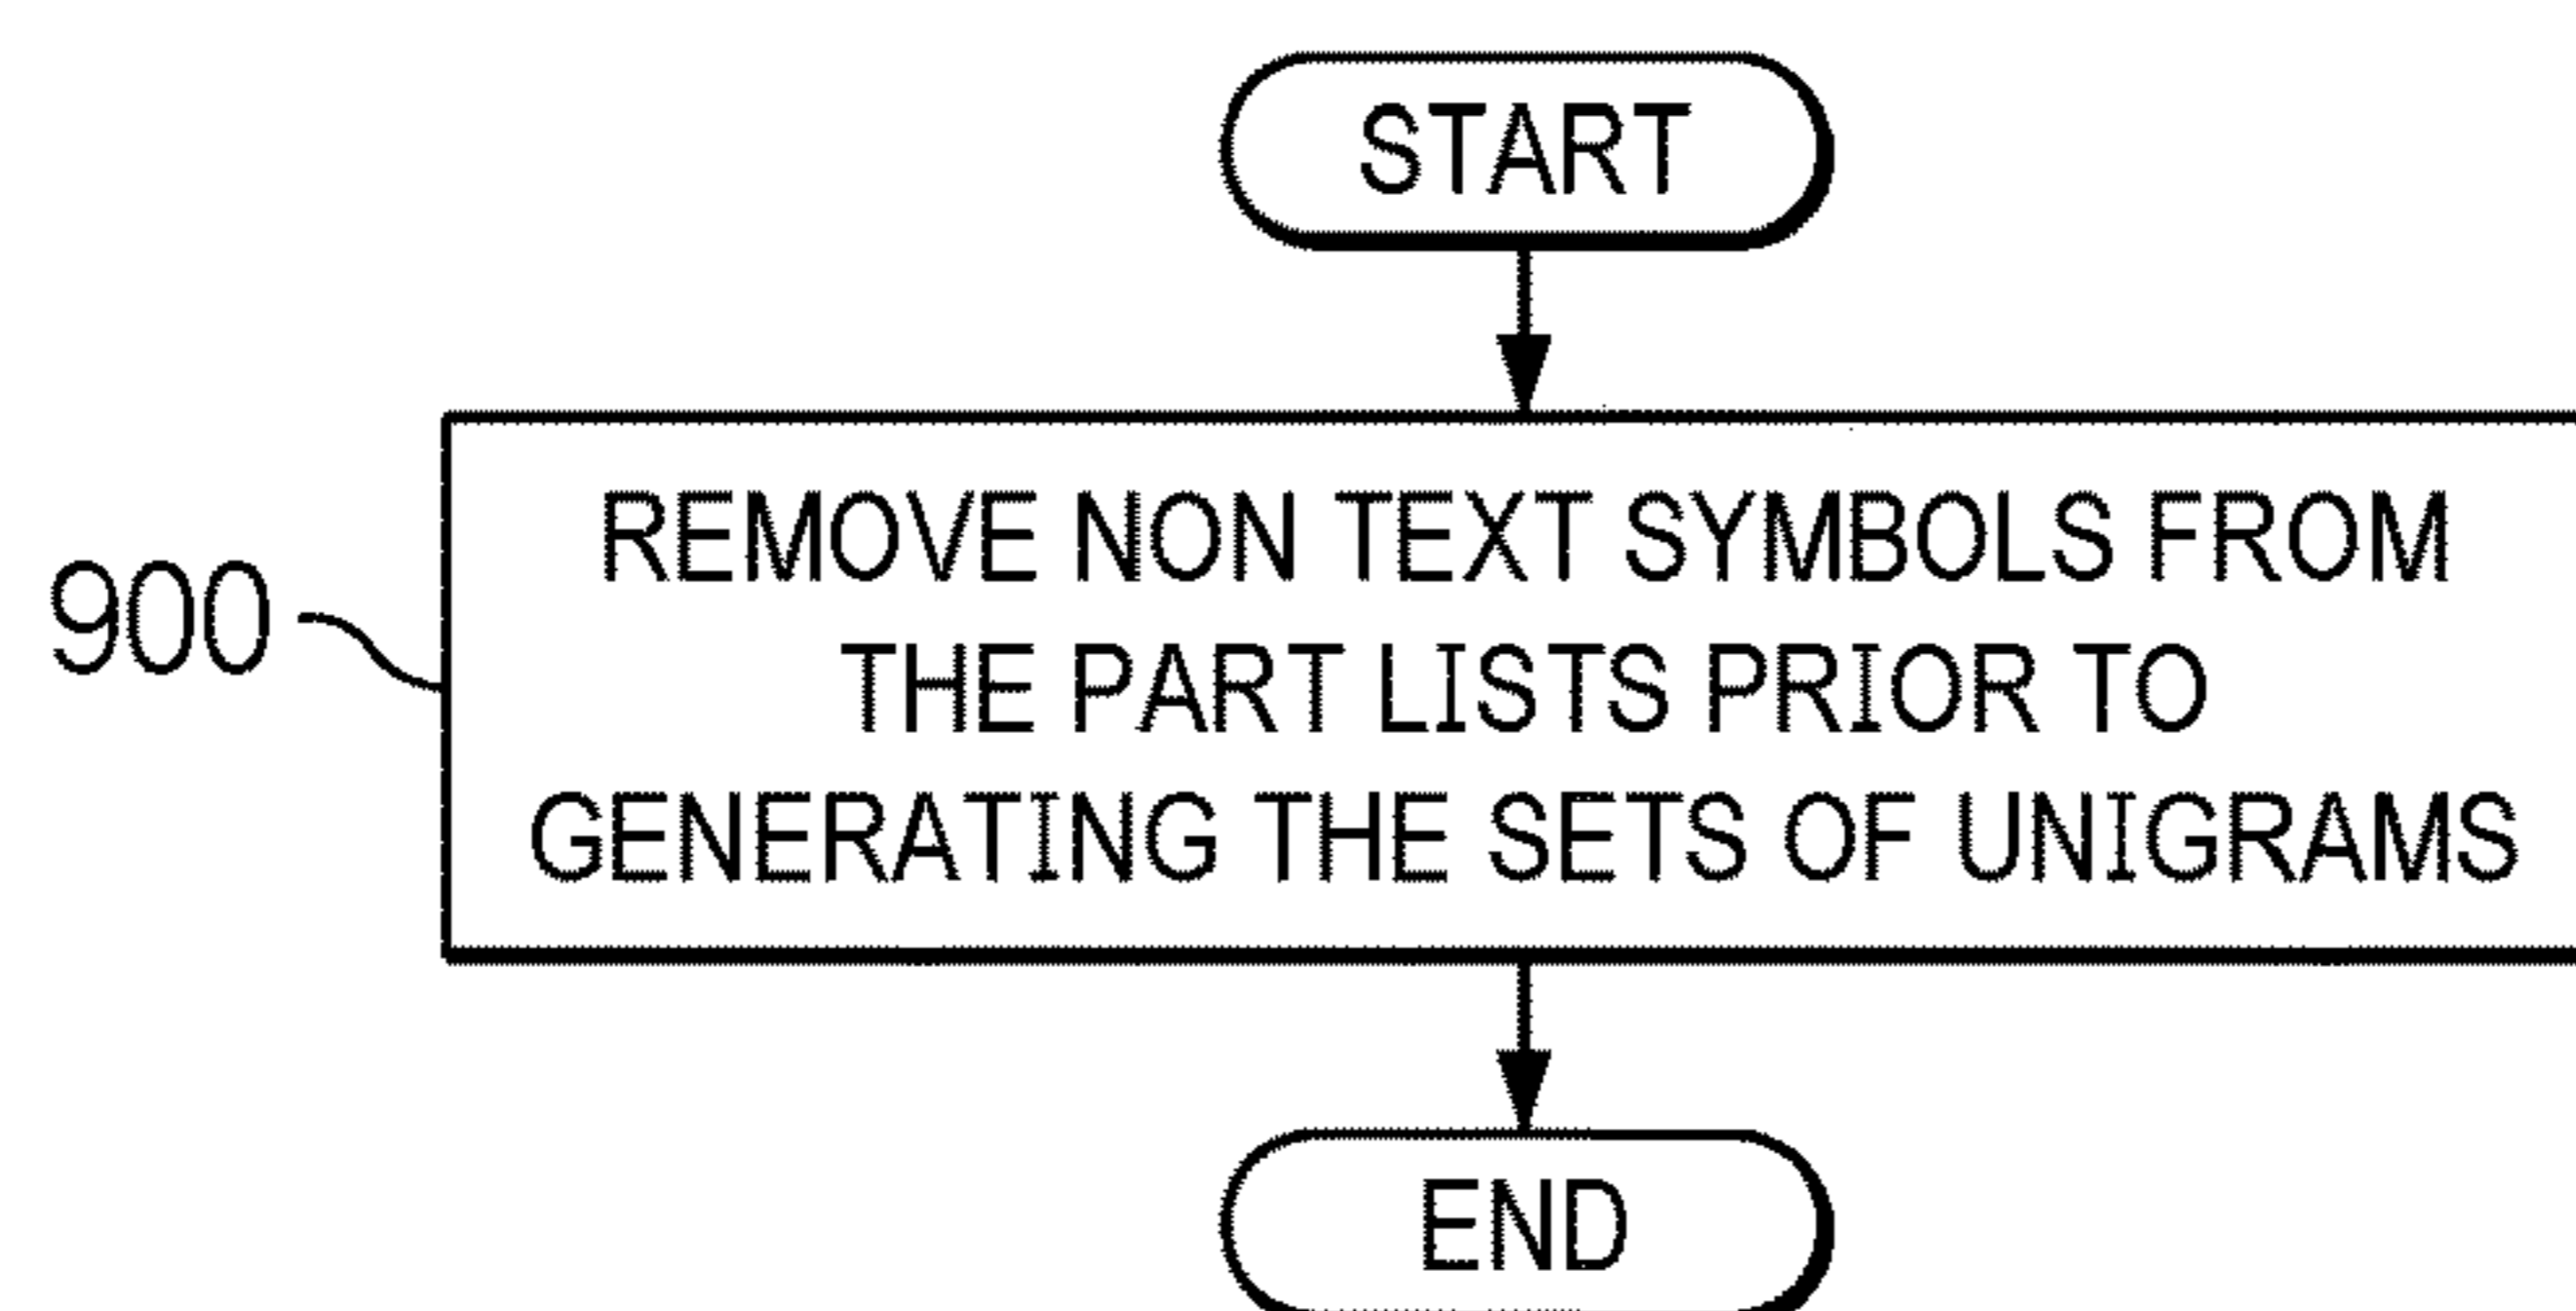 START
REMOVE NON TEXT SYMBOLS FROM
900
THE PART LISTS PRIOR TO
GENERATING THE SETS OF UNIGRAMS
END